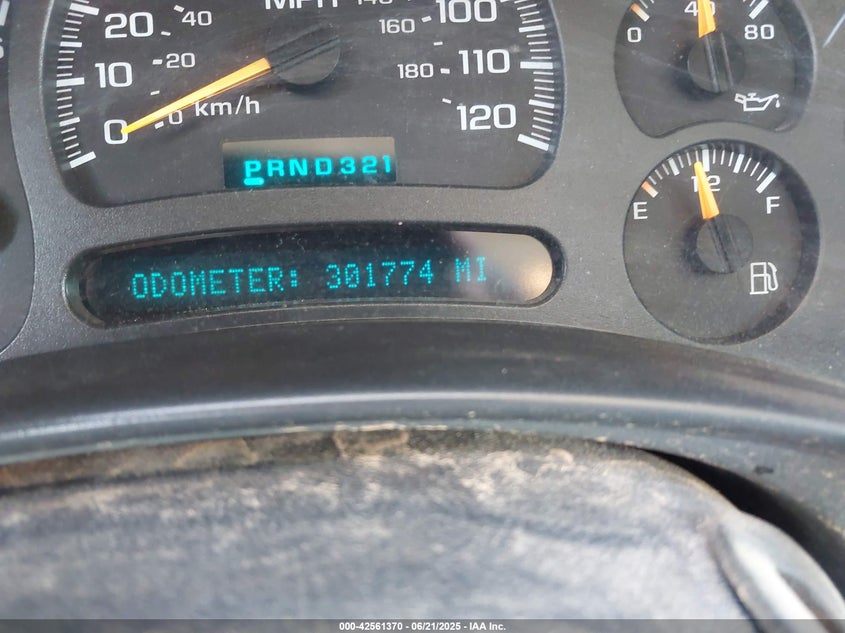 MPH 140 100
20 40 160
10 20 180 110
0 0 km/h 120
PRND321
ODOMETER: 301774 MI
0 40 80
E 1/2 F
000-42561370 - 06/21/2025 - IAA Inc.